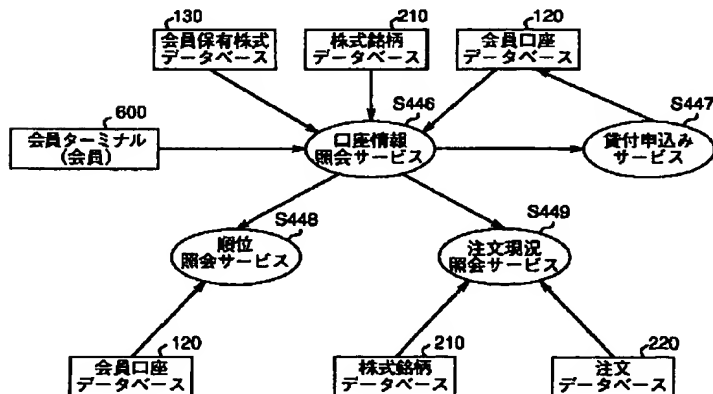 130
会員保有株式
データベース
210
株式銘柄
データベース
120
会員口座
データベース
600
会員ターミナル
(会員)
S446
口座情報
照会サービス
S447
貸付申込み
サービス
S448
順位
照会サービス
S449
注文現況
照会サービス
120
会員口座
データベース
210
株式銘柄
データベース
220
注文
データベース